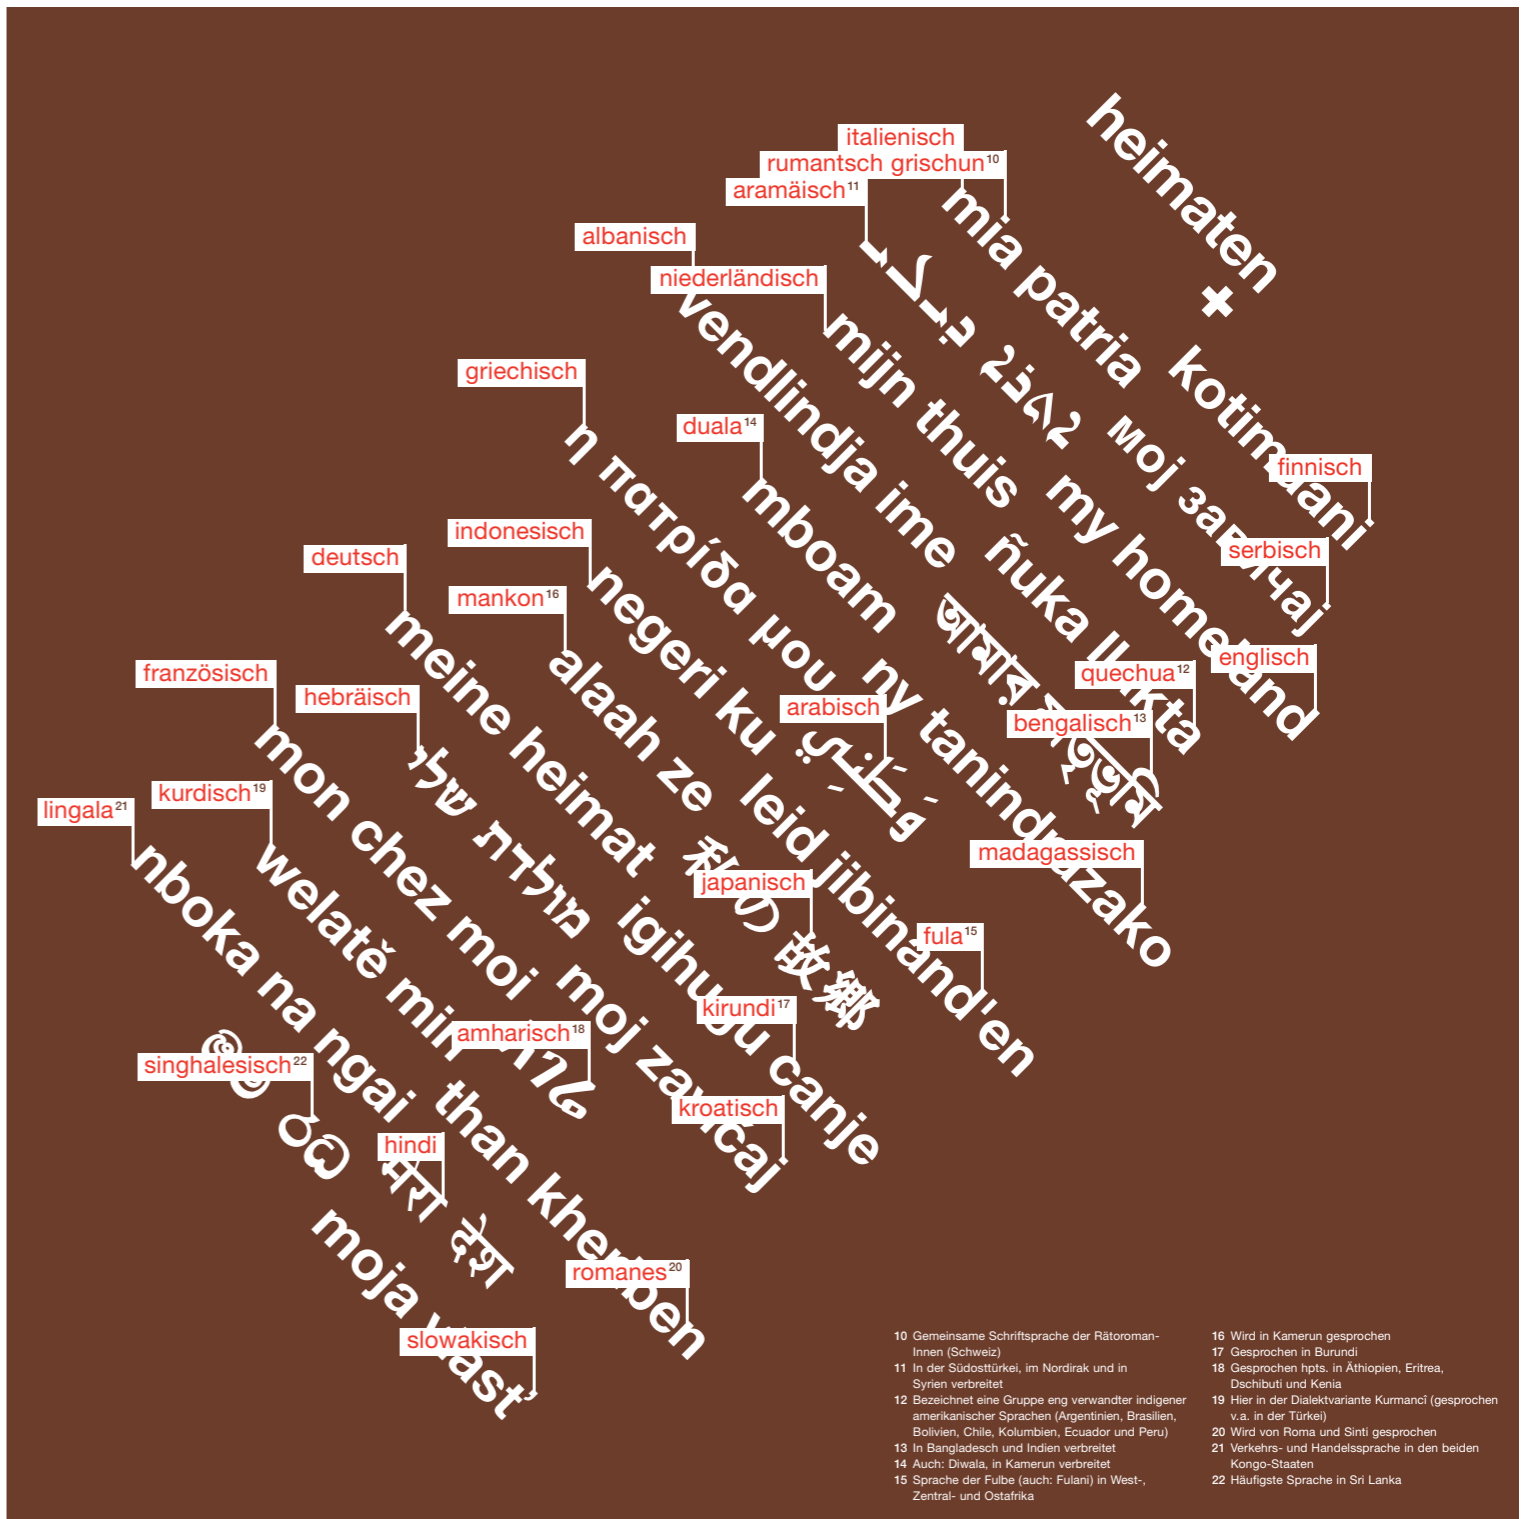 heimaten
+
italienisch
rumantsch grischun10
mia patria
kotimaani
finnisch
aramäisch11
мој завичај
serbisch
niederländisch
mijn thuis
my homeland
englisch
albanisch
vendlindja ime
ñuka llakta
quechua12
duala14
mboam
আমার মাতৃভূমি
bengalisch13
griechisch
η πατρίδα μου
ny tanindrazako
madagassisch
indonesisch
negeri ku
وَطَني
arabisch
mankon16
alaah ze
leid jibinand'en
fula15
deutsch
meine heimat
私の 故郷
japanisch
hebräisch
מולדת שלי
igihugu canje
kirundi17
französisch
mon chez moi
moj zavičaj
kroatisch
kurdisch19
welatě min
amharisch18
lingala21
nboka na ngai
than kherben
romanes20
singhalesisch22
hindi
मेरा देश
moja vlast'
slowakisch
10 Gemeinsame Schriftsprache der Rätoroman-
Innen (Schweiz)
11 In der Südosttürkei, im Nordirak und in
Syrien verbreitet
12 Bezeichnet eine Gruppe eng verwandter indigener
amerikanischer Sprachen (Argentinien, Brasilien,
Bolivien, Chile, Kolumbien, Ecuador und Peru)
13 In Bangladesch und Indien verbreitet
14 Auch: Diwala, in Kamerun verbreitet
15 Sprache der Fulbe (auch: Fulani) in West-,
Zentral- und Ostafrika
16 Wird in Kamerun gesprochen
17 Gesprochen in Burundi
18 Gesprochen hpts. in Äthiopien, Eritrea,
Dschibuti und Kenia
19 Hier in der Dialektvariante Kurmancî (gesprochen
v.a. in der Türkei)
20 Wird von Roma und Sinti gesprochen
21 Verkehrs- und Handelssprache in den beiden
Kongo-Staaten
22 Häufigste Sprache in Sri Lanka